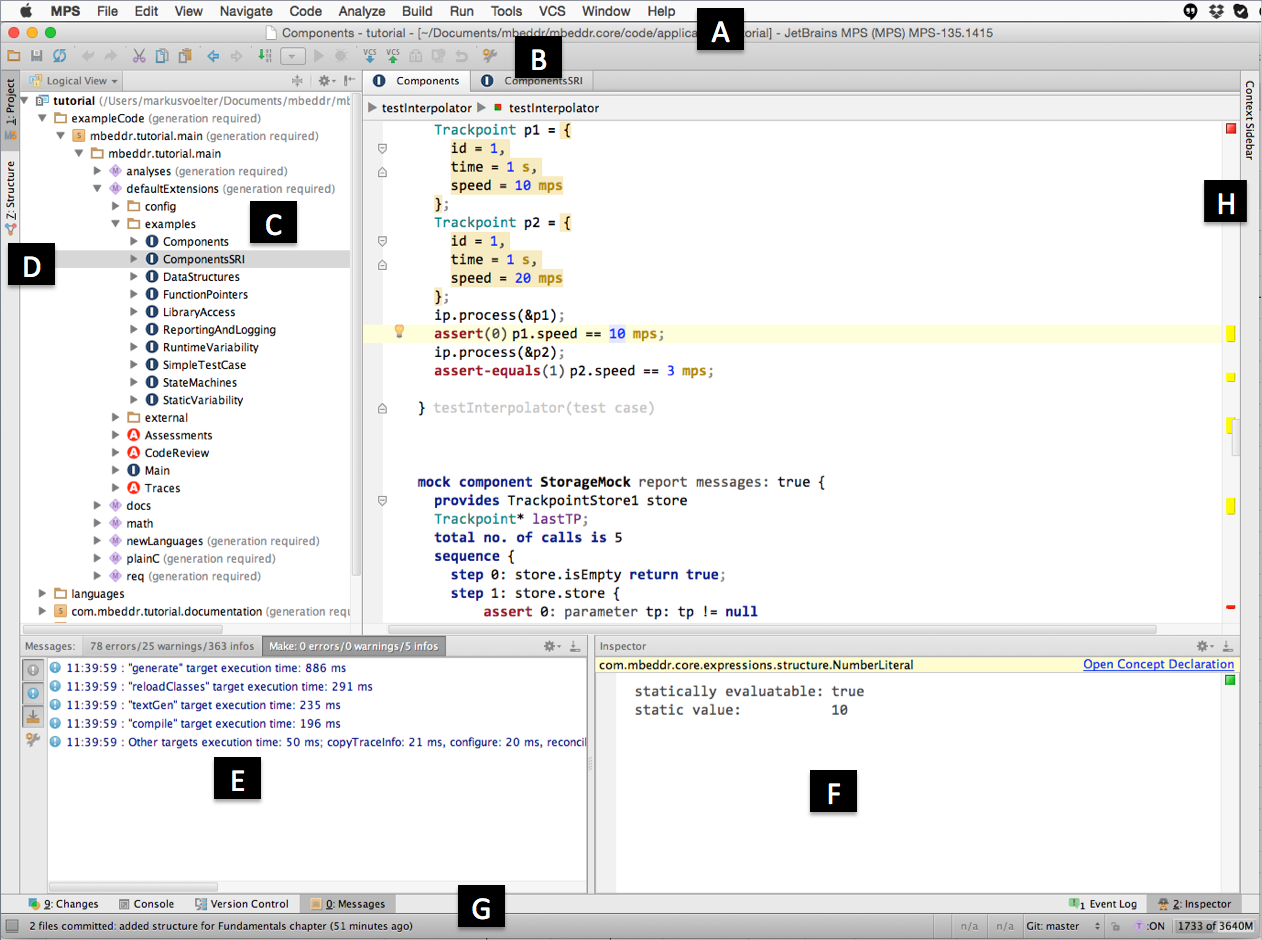 MPS File Edit View Navigate Code Analyze Build Run Tools VCS Window Help
A
Components - tutorial - [~/Documents/mbeddr/mbeddr.core/code/applica torial] - JetBrains MPS (MPS) MPS-135.1415
VCS VCS
B
Logical View
Components
ComponentsSRI
1: Project
Z: Structure
Context Sidebar
tutorial (/Users/markusvoelter/Documents/mbeddr/mb
exampleCode (generation required)
mbeddr.tutorial.main (generation required)
mbeddr.tutorial.main
analyses (generation required)
defaultExtensions (generation required)
config
examples
Components
ComponentsSRI
DataStructures
FunctionPointers
LibraryAccess
ReportingAndLogging
RuntimeVariability
SimpleTestCase
StateMachines
StaticVariability
external
Assessments
CodeReview
Main
Traces
docs
math
newLanguages (generation required)
plainC (generation required)
req (generation required)
languages
com.mbeddr.tutorial.documentation (generation requ
C
D
testInterpolator testInterpolator
Trackpoint p1 = {
id = 1,
time = 1 s,
speed = 10 mps
};
Trackpoint p2 = {
id = 1,
time = 1 s,
speed = 20 mps
};
ip.process(&p1);
assert(0) p1.speed == 10 mps;
ip.process(&p2);
assert-equals(1) p2.speed == 3 mps;
} testInterpolator(test case)
mock component StorageMock report messages: true {
provides TrackpointStore1 store
Trackpoint* lastTP;
total no. of calls is 5
sequence {
step 0: store.isEmpty return true;
step 1: store.store {
assert 0: parameter tp: tp != null
H
Messages: 78 errors/25 warnings/363 infos Make: 0 errors/0 warnings/5 infos
11:39:59 : "generate" target execution time: 886 ms
11:39:59 : "reloadClasses" target execution time: 291 ms
11:39:59 : "textGen" target execution time: 235 ms
11:39:59 : "compile" target execution time: 196 ms
11:39:59 : Other targets execution time: 50 ms; copyTraceInfo: 21 ms, configure: 20 ms, reconcil
E
Inspector
com.mbeddr.core.expressions.structure.NumberLiteral Open Concept Declaration
statically evaluatable: true
static value: 10
F
9: Changes Console Version Control 0: Messages
G
1 Event Log 2: Inspector
2 files committed: added structure for Fundamentals chapter (51 minutes ago)
n/a n/a Git: master T :ON 1733 of 3640M